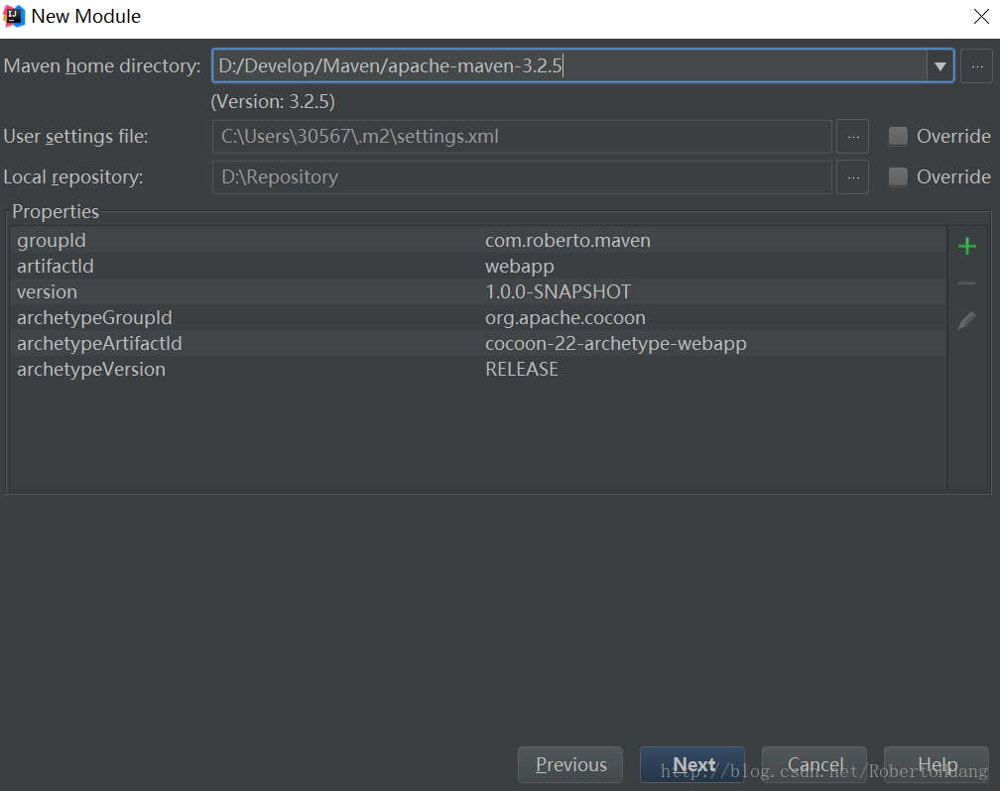 New Module
Maven home directory: D:/Develop/Maven/apache-maven-3.2.5
(Version: 3.2.5)
User settings file: C:\Users\30567\.m2\settings.xml Override
Local repository: D:\Repository Override
Properties
groupId com.roberto.maven
artifactId webapp
version 1.0.0-SNAPSHOT
archetypeGroupId org.apache.cocoon
archetypeArtifactId cocoon-22-archetype-webapp
archetypeVersion RELEASE
Previous Next Cancel Help
http://blog.csdn.net/RobertoHuang